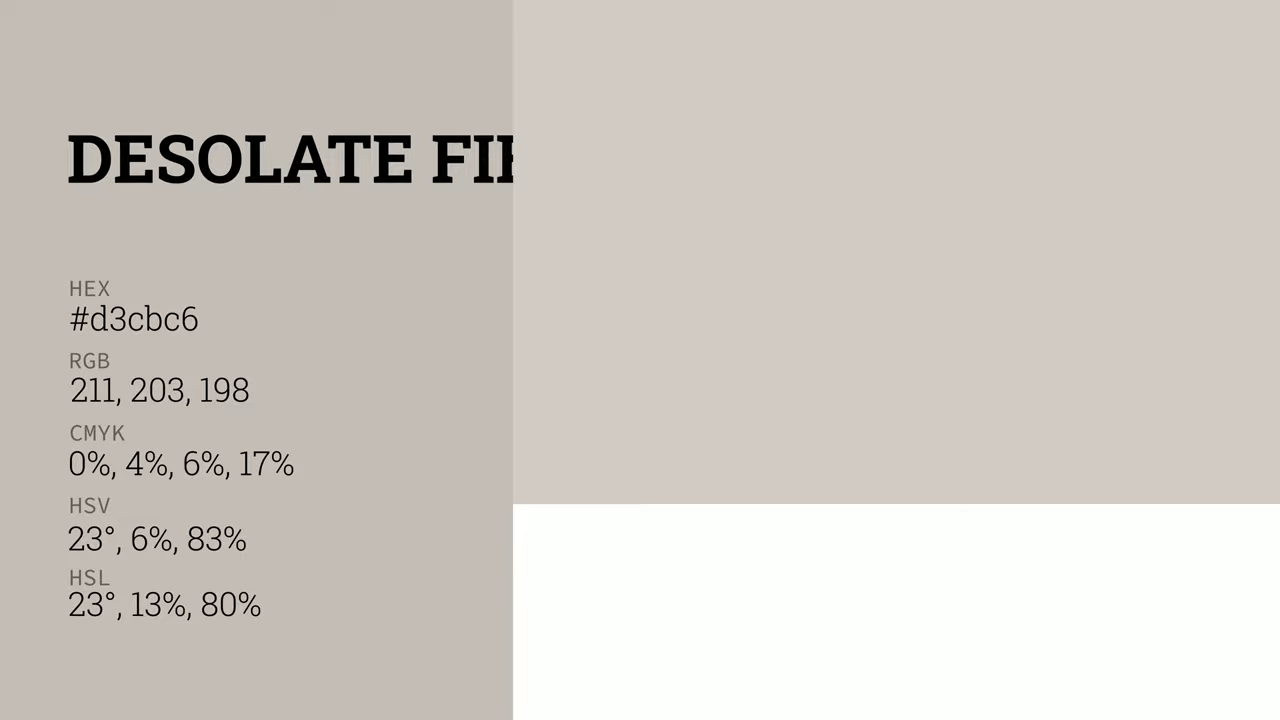 DESOLATE
HEX
#d3cbc6
RGB
211, 203, 198
CMYK
0%, 4%, 6%, 17%
HSV
23°, 6%, 83%
HSL
23°, 13%, 80%